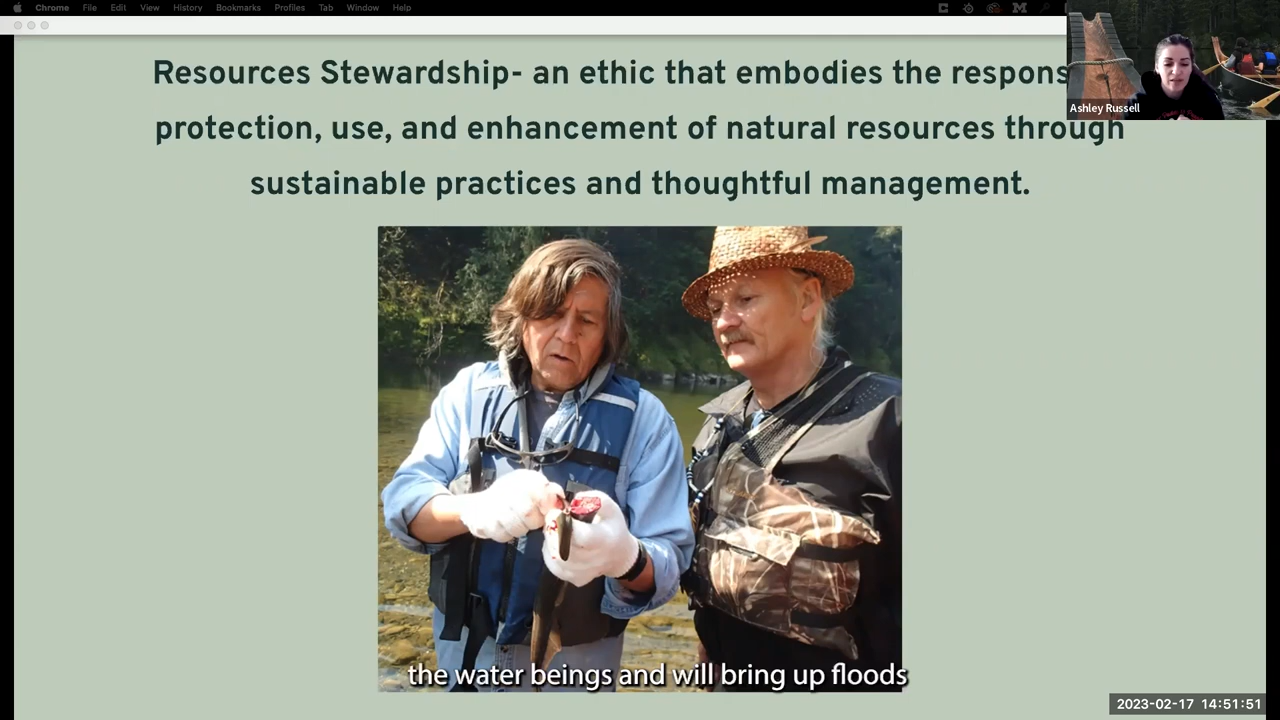 Chrome File Edit View History Bookmarks Profiles Tab Window Help
Resources Stewardship- an ethic that embodies the respons
protection, use, and enhancement of natural resources through
sustainable practices and thoughtful management.
Ashley Russell
the water beings and will bring up floods
2023-02-17 14:51:51